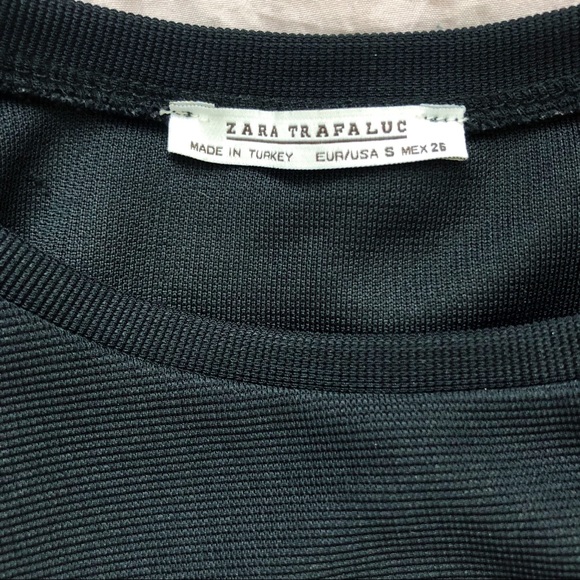 ZARA TRAFALUC
MADE IN TURKEY EUR/USA S MEX 26